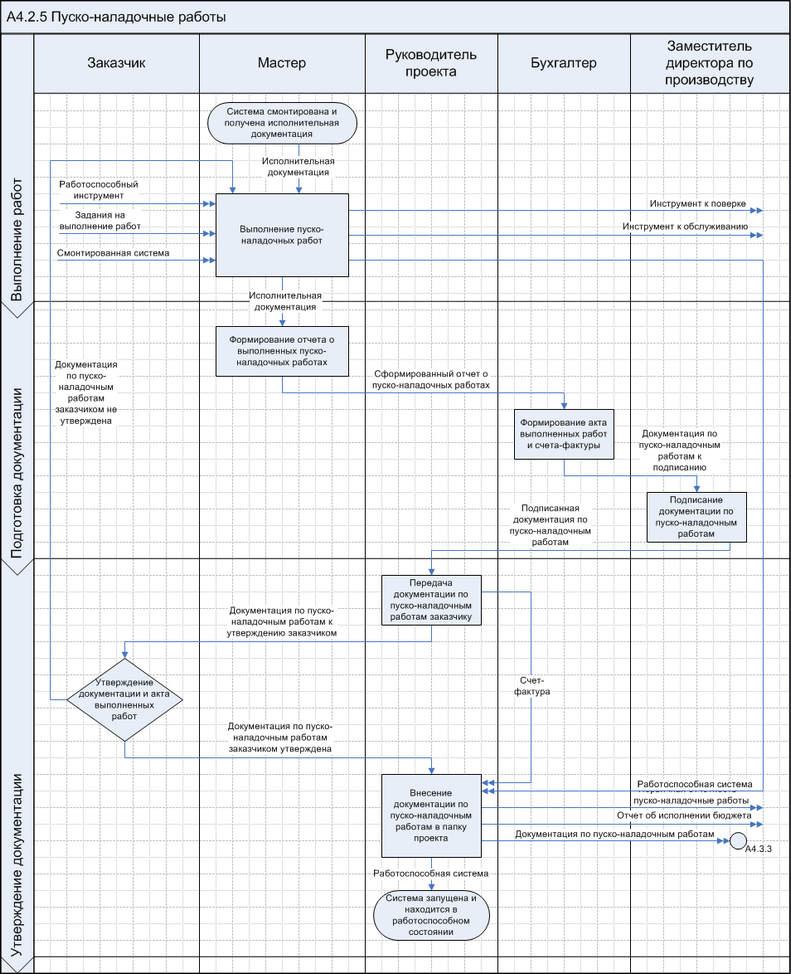 А4.2.5 Пуско-наладочные работы
Заказчик
Мастер
Руководитель
проекта
Бухгалтер
Заместитель
директора по
производству
Выполнение работ
Система смонтирована и
получена исполнительная
документация
Исполнительная
документация
Работоспособный
инструмент
Задания на
выполнение работ
Смонтированная система
Выполнение пуско-
наладочных работ
Инструмент к поверке
Инструмент к обслуживанию
Исполнительная
документация
Подготовка документации
Формирование отчета о
выполненных пуско-
наладочных работах
Документация
по пуско-
наладочным
работам
заказчиком не
утверждена
Сформированный отчет о
пуско-наладочных работах
Формирование акта
выполненных работ
и счета-фактуры
Документация по
пуско-наладочным
работам к
подписанию
Подписание
документации по
пуско-наладочным
работам
Подписанная
документация по
пуско-наладочным
работам
Утверждение документации
Передача
документации по
пуско-наладочным
работам заказчику
Документация по пуско-
наладочным работам к
утверждению заказчиком
Утверждение
документации и акта
выполненных
работ
Счет-
фактура
Документация по пуско-
наладочным работам
заказчиком утверждена
Внесение
документации по
пуско-наладочным
работам в папку
проекта
Работоспособная система
пуско-наладочные работы
Отчет об исполнении бюджета
Документация по пуско-наладочным работам
А4.3.3
Работоспособная система
Система запущена и
находится в
работоспособном
состоянии